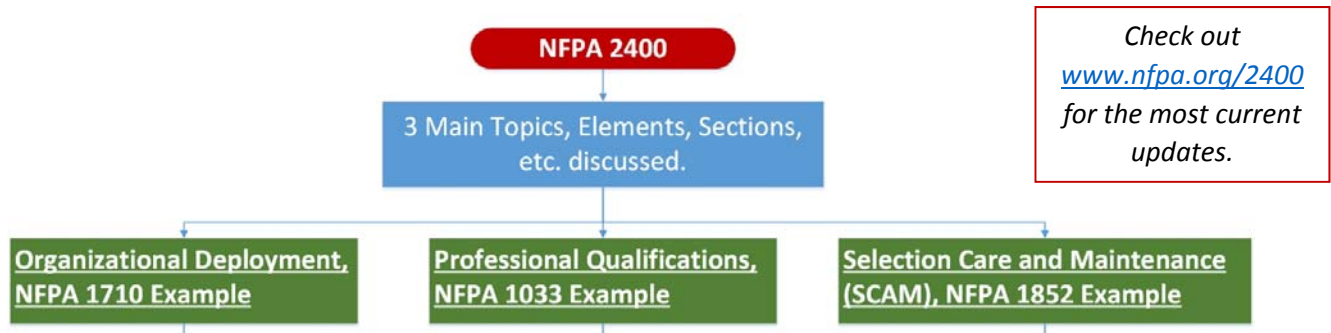 NFPA 2400
3 Main Topics, Elements, Sections,
etc. discussed.
Check out
www.nfpa.org/2400
for the most current
updates.
Organizational Deployment,
NFPA 1710 Example
Professional Qualifications,
NFPA 1033 Example
Selection Care and Maintenance
(SCAM), NFPA 1852 Example